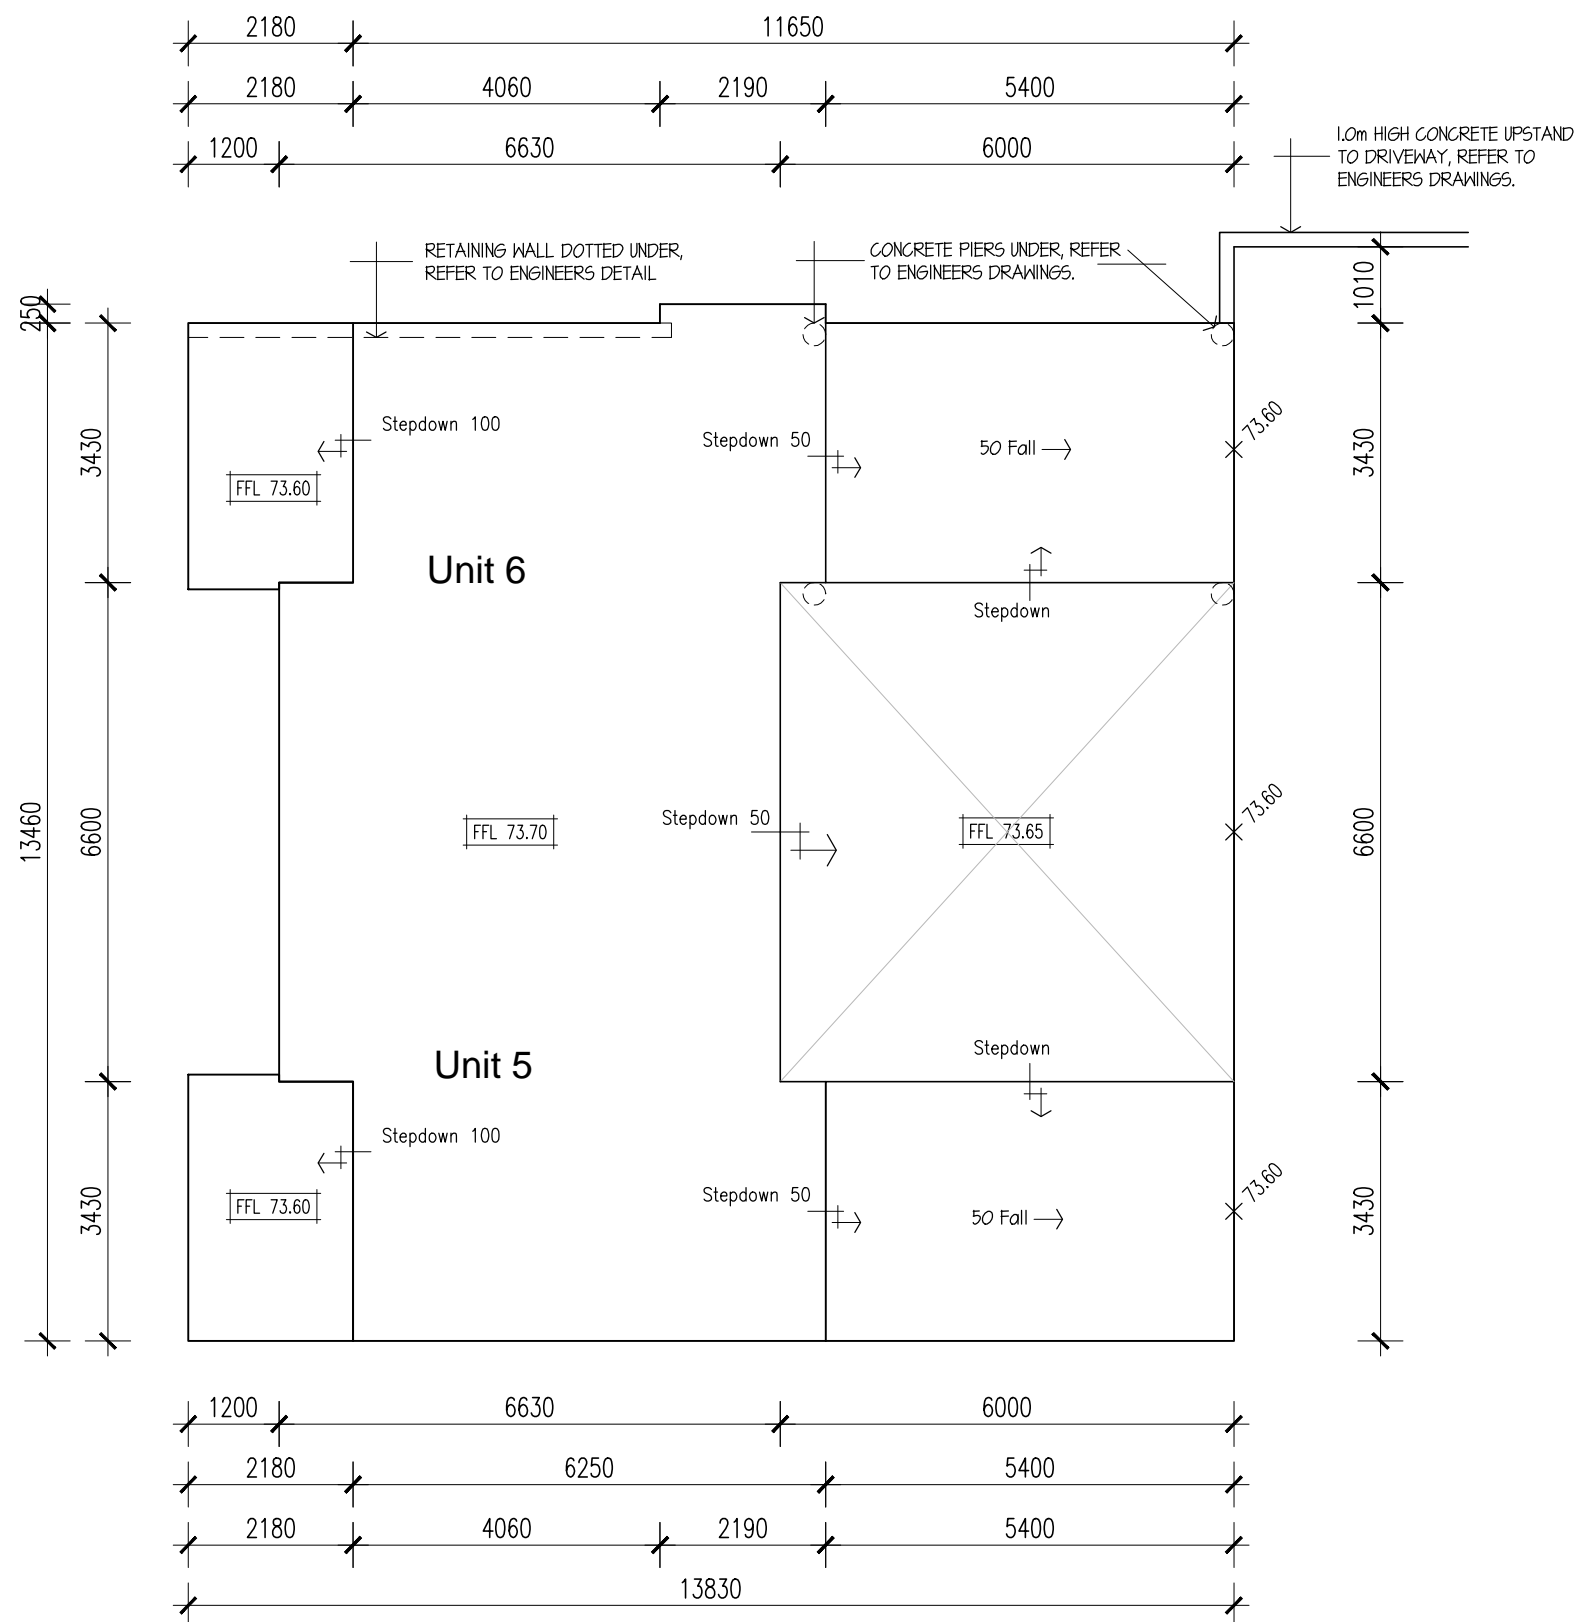 2180 11650
2180 4060 2190 5400
1200 6630 6000
1.0m HIGH CONCRETE UPSTAND
TO DRIVEWAY, REFER TO
ENGINEERS DRAWINGS.
RETAINING WALL DOTTED UNDER,
REFER TO ENGINEERS DETAIL
CONCRETE PIERS UNDER, REFER
TO ENGINEERS DRAWINGS.
250
1010
3430
Stepdown 100
Stepdown 50
50 Fall
73.60
3430
FFL 73.60
Unit 6
Stepdown
13460
6600
FFL 73.70
Stepdown 50
FFL 73.65
73.60
6600
Unit 5
Stepdown
Stepdown 100
3430
FFL 73.60
Stepdown 50
50 Fall
73.60
3430
1200 6630 6000
2180 6250 5400
2180 4060 2190 5400
13830